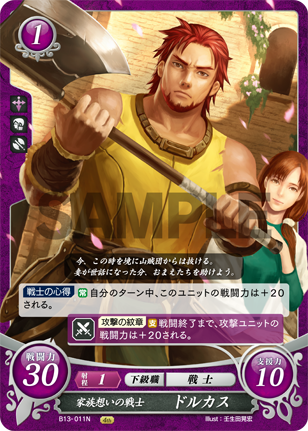 1
SAMPLE
今、この時を境に山賊団からは抜ける。
妻が世話になった分、おまえたちを助けよう。
戦士の心得 常 自分のターン中、このユニットの戦闘力は+20
される。
攻撃の紋章 支 戦闘終了まで、攻撃ユニット
の戦闘力は+20される。
戦闘力 30
射程 1 下級職 戦士
支援力 10
家族想いの戦士 ドルカス
B13-011N Illust:壬生田晃宏